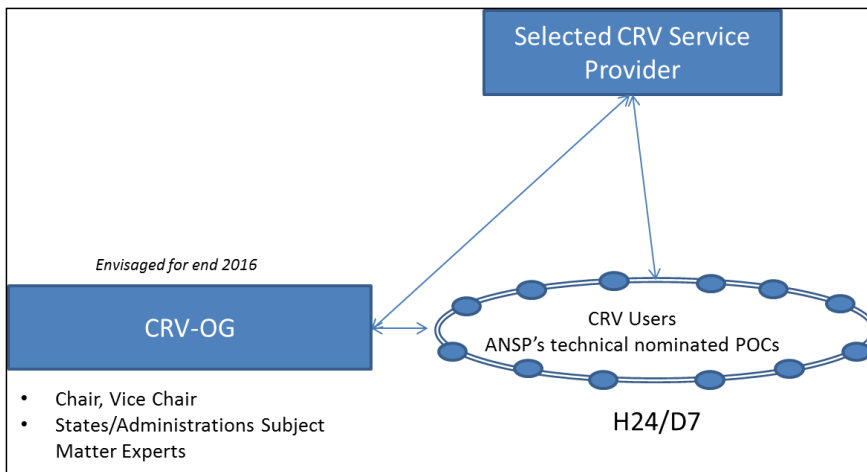 Selected CRV Service
Provider
Envisaged for end 2016
CRV-OG
CRV Users
ANSP's technical nominated POCs
• Chair, Vice Chair
• States/Administrations Subject
Matter Experts
H24/D7